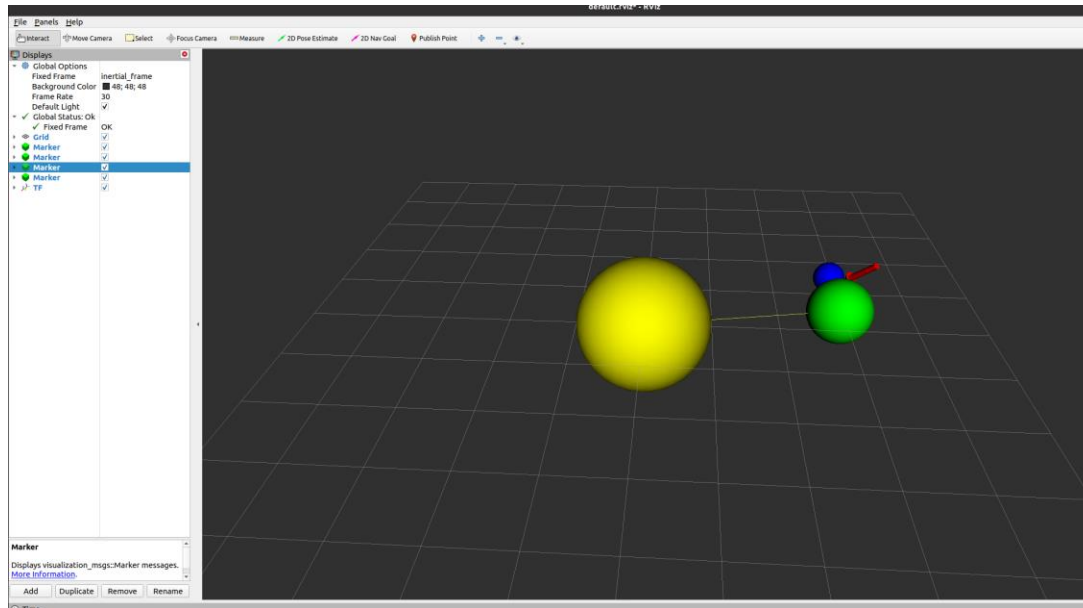 default.rviz* - RViz
File Panels Help
Interact Move Camera Select Focus Camera Measure 2D Pose Estimate 2D Nav Goal Publish Point
Displays
Global Options
Fixed Frame inertial_frame
Background Color 48; 48; 48
Frame Rate 30
Default Light
Global Status: Ok
Fixed Frame OK
Grid
Marker
Marker
Marker
Marker
TF
Marker
Displays visualization_msgs::Marker messages.
More Information.
Add Duplicate Remove Rename
Time